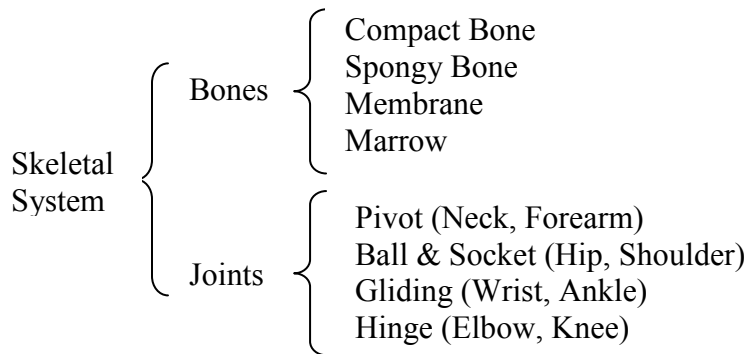 Skeletal
System
Bones
Compact Bone
Spongy Bone
Membrane
Marrow
Joints
Pivot (Neck, Forearm)
Ball & Socket (Hip, Shoulder)
Gliding (Wrist, Ankle)
Hinge (Elbow, Knee)